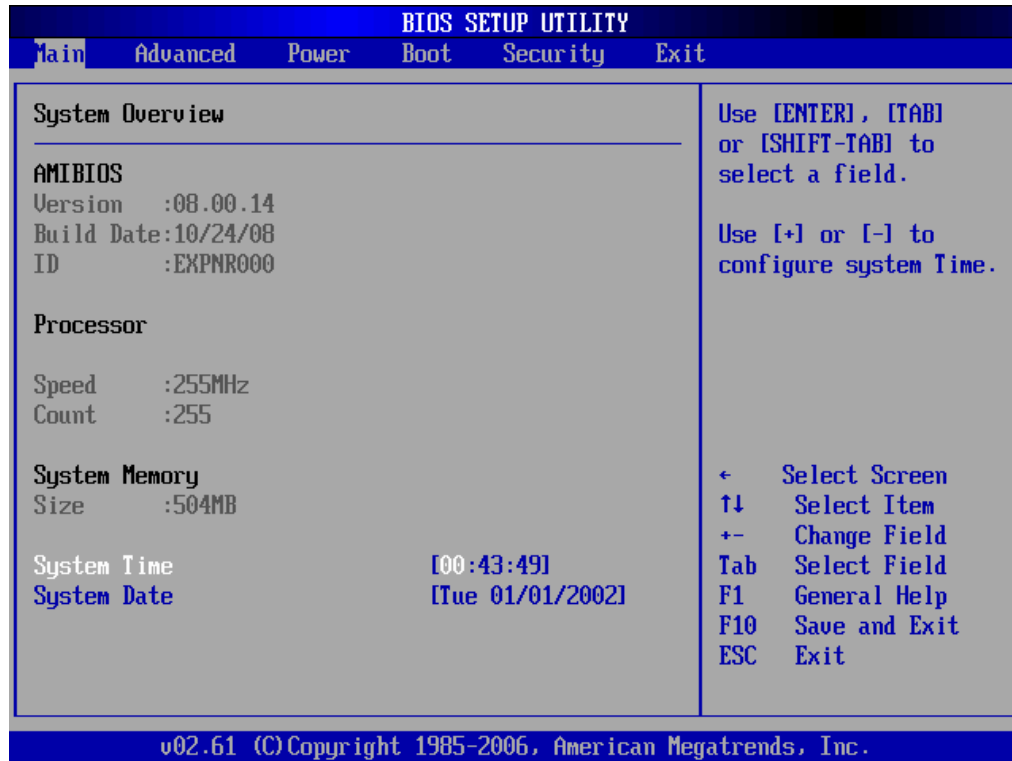 BIOS SETUP UTILITY
Main Advanced Power Boot Security Exit
System Overview
AMIBIOS
Version :08.00.14
Build Date:10/24/08
ID :EXPNR000
Processor
Speed :255MHz
Count :255
System Memory
Size :504MB
System Time [00:43:49]
System Date [Tue 01/01/2002]
Use [ENTER], [TAB]
or [SHIFT-TAB] to
select a field.
Use [+] or [-] to
configure system Time.
← Select Screen
↑↓ Select Item
+- Change Field
Tab Select Field
F1 General Help
F10 Save and Exit
ESC Exit
v02.61 (C)Copyright 1985-2006, American Megatrends, Inc.